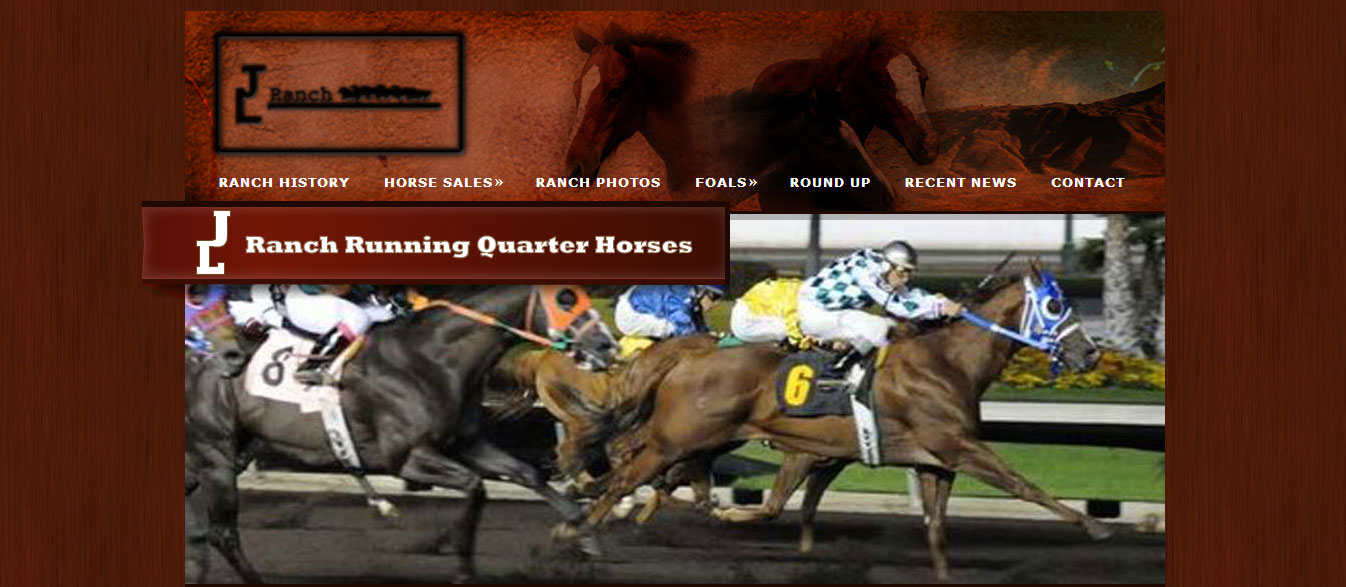 JL Ranch
RANCH HISTORY HORSE SALES» RANCH PHOTOS FOALS» ROUND UP RECENT NEWS CONTACT
JL Ranch Running Quarter Horses
8
6